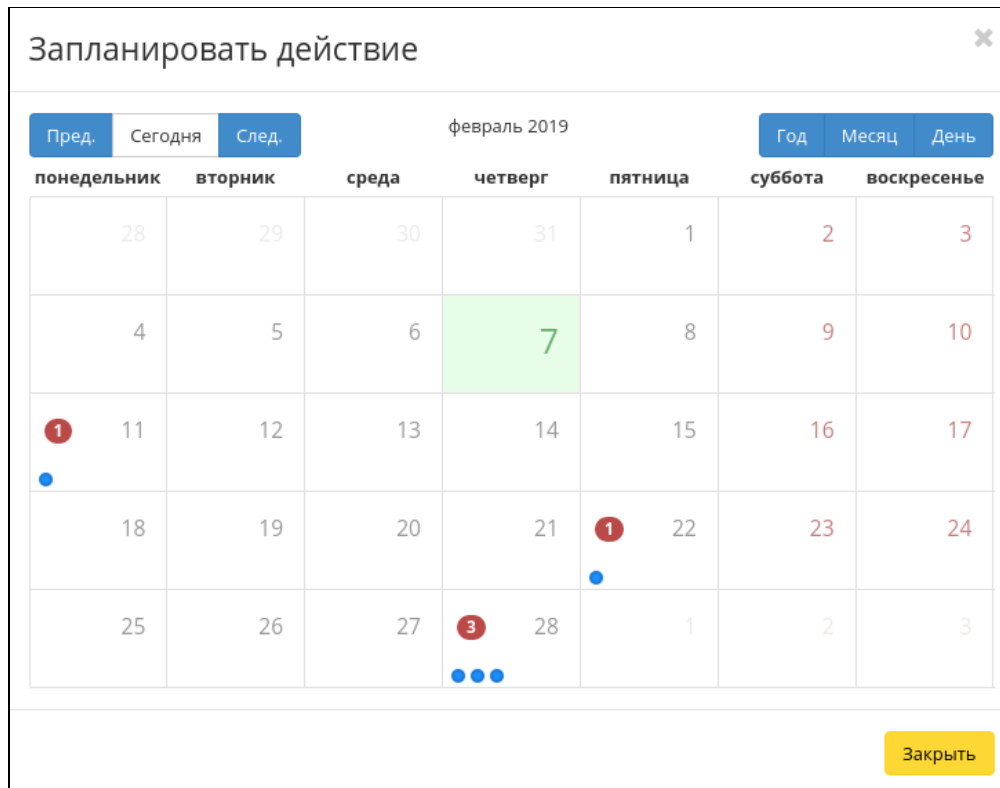 Запланировать действие
×
Пред. Сегодня След. февраль 2019 Год Месяц День
понедельник вторник среда четверг пятница суббота воскресенье
28 29 30 31 1 2 3
4 5 6 7 8 9 10
1 11 12 13 14 15 16 17
18 19 20 21 1 22 23 24
25 26 27 3 28 1 2 3
Закрыть